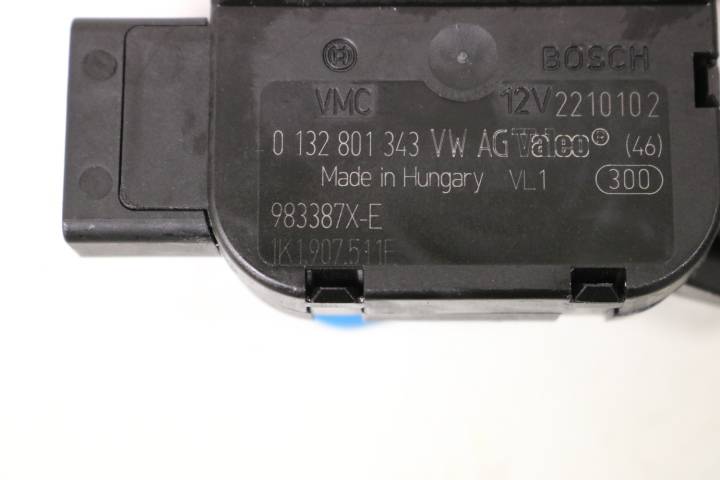 BOSCH
VMC 12V 2210102
0 132 801 343 VW AG Valeo® (46)
Made in Hungary VL1 300
983387X-E
1K1.907.511E